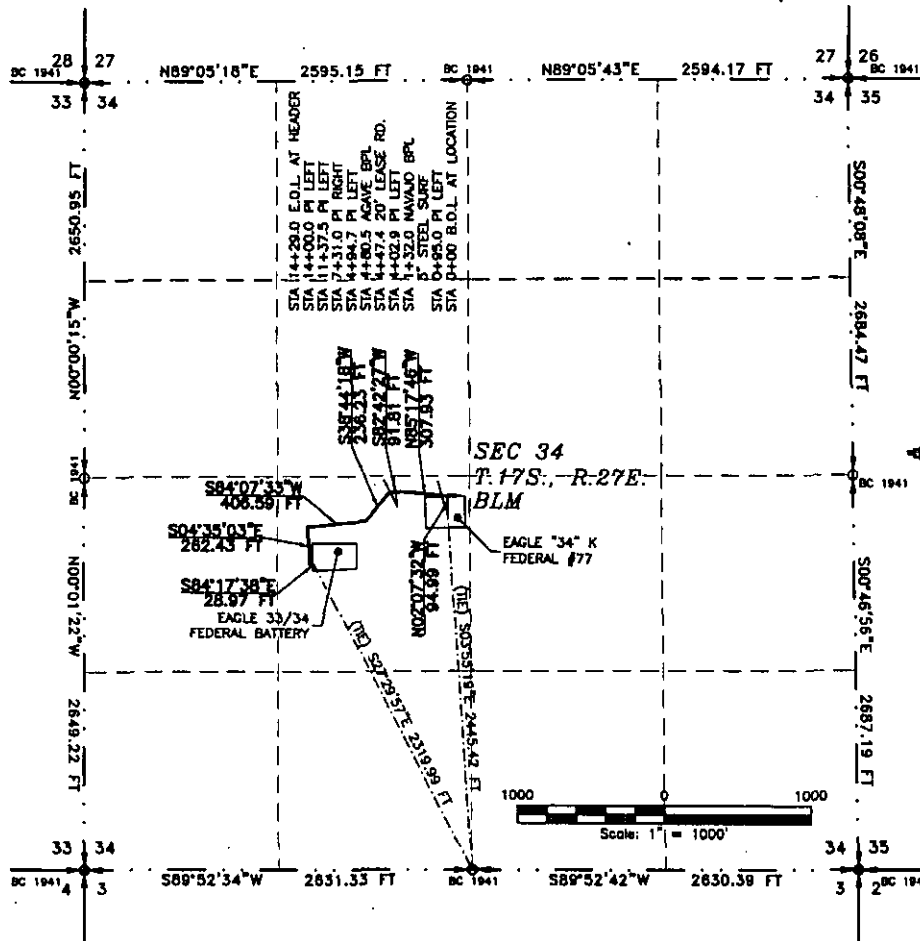 28 27
27 26
BC 1941
N89°05'18"E 2595.15 FT
BC 1941
N89°05'43"E 2594.17 FT
BC 1941
33 34
34 35
STA 14+29.0 E.O.L. AT HEADER
STA 14+00.0 PI LEFT
STA 11+37.5 PI LEFT
STA 7+31.0 PI RIGHT
STA 4+94.7 PI LEFT
STA 4+80.5 AGAVE BPL
STA 4+47.4 20' LEASE RD.
STA 4+02.9 PI LEFT
STA 1+32.0 NAVAJO BPL
3" STEEL SURF
STA 0+95.0 PI LEFT
STA 0+00 B.O.L. AT LOCATION
2650.95 FT
N00°00'15"W
S00°48'08"E
2684.47 FT
S39°44'18"W
236.23 FT
S82°42'27"W
91.81 FT
N85°17'46"W
307.93 FT
SEC 34
T.17S., R.27E.
BLM
BC 1941
BC 1941
S84°07'33"W
406.59 FT
S04°35'03"E
262.43 FT
S84°17'38"E
28.97 FT
EAGLE 33/34
FEDERAL BATTERY
N02°07'32"W
94.99 FT
EAGLE "34" K
FEDERAL #77
N00°01'22"W
2649.22 FT
(TIE) S27°29'57"E 2319.99 FT
(TIE) S03°55'19"E 2445.42 FT
S00°46'56"E
2687.19 FT
1000 0 1000
Scale: 1" = 1000'
33 34
34 35
BC 1941
4 3
S89°52'34"W 2631.33 FT
BC 1941
S89°52'42"W 2630.39 FT
3 2
BC 194